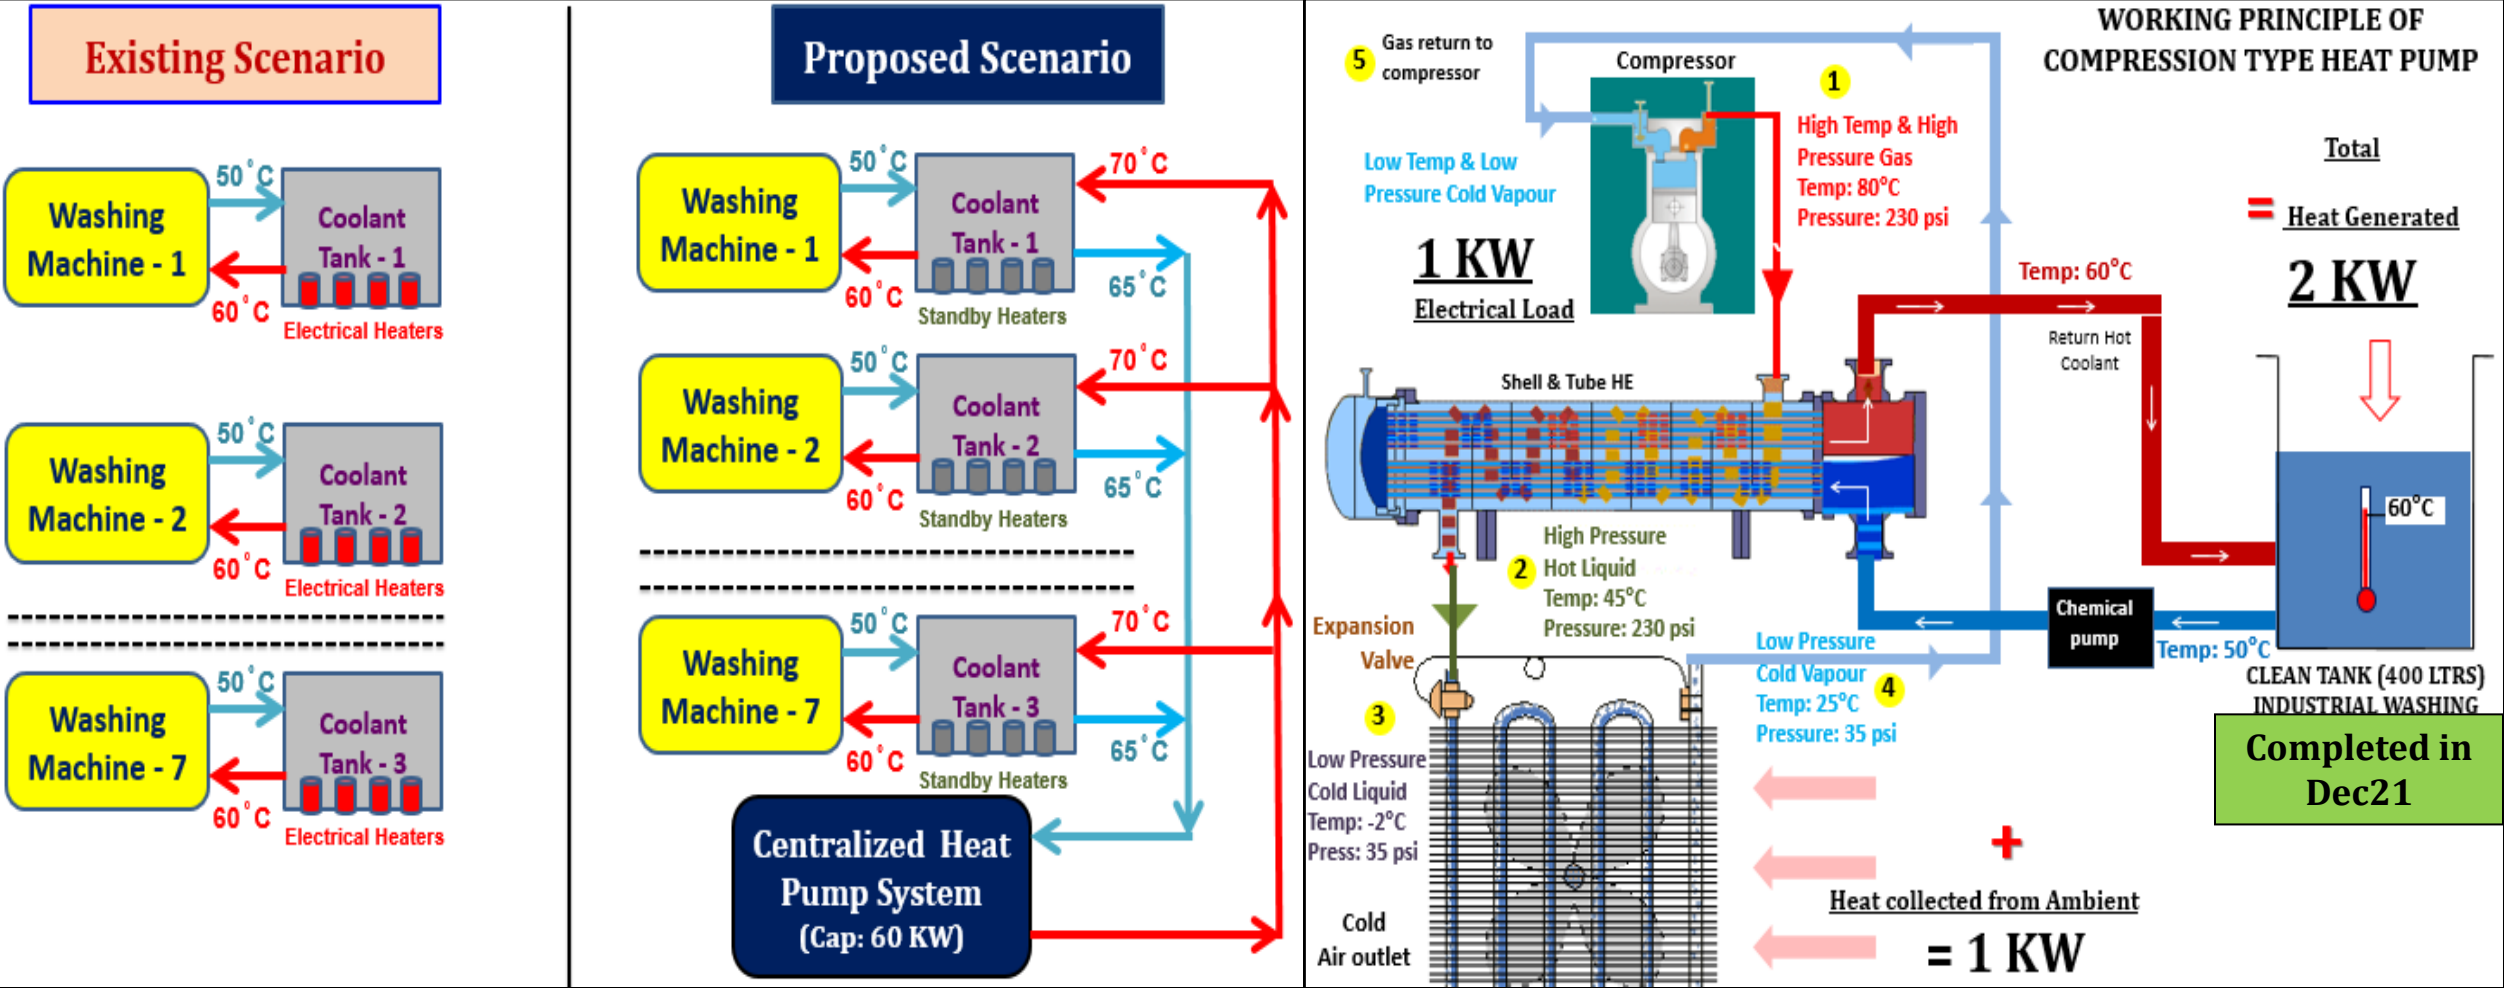 Existing Scenario
Washing
Machine - 1
50°C
60°C
Coolant
Tank - 1
Electrical Heaters
Washing
Machine - 2
50°C
60°C
Coolant
Tank - 2
Electrical Heaters
Washing
Machine - 7
50°C
60°C
Coolant
Tank - 3
Electrical Heaters
Proposed Scenario
Washing
Machine - 1
50°C
60°C
Coolant
Tank - 1
Standby Heaters
70°C
65°C
Washing
Machine - 2
50°C
60°C
Coolant
Tank - 2
Standby Heaters
70°C
65°C
Washing
Machine - 7
50°C
60°C
Coolant
Tank - 3
Standby Heaters
70°C
65°C
Centralized Heat
Pump System
(Cap: 60 KW)
WORKING PRINCIPLE OF
COMPRESSION TYPE HEAT PUMP
5
Gas return to
compressor
Compressor
1
High Temp & High
Pressure Gas
Temp: 80°C
Pressure: 230 psi
Low Temp & Low
Pressure Cold Vapour
1 KW
Electrical Load
Total
= Heat Generated
2 KW
Temp: 60°C
Return Hot
Coolant
Shell & Tube HE
60°C
2
High Pressure
Hot Liquid
Temp: 45°C
Pressure: 230 psi
Expansion
Valve
3
Low Pressure
Cold Liquid
Temp: -2°C
Press: 35 psi
Cold
Air outlet
Low Pressure
Cold Vapour
Temp: 25°C
Pressure: 35 psi
4
Chemical
pump
Temp: 50°C
CLEAN TANK (400 LTRS)
INDUSTRIAL WASHING
Completed in
Dec21
+
Heat collected from Ambient
= 1 KW